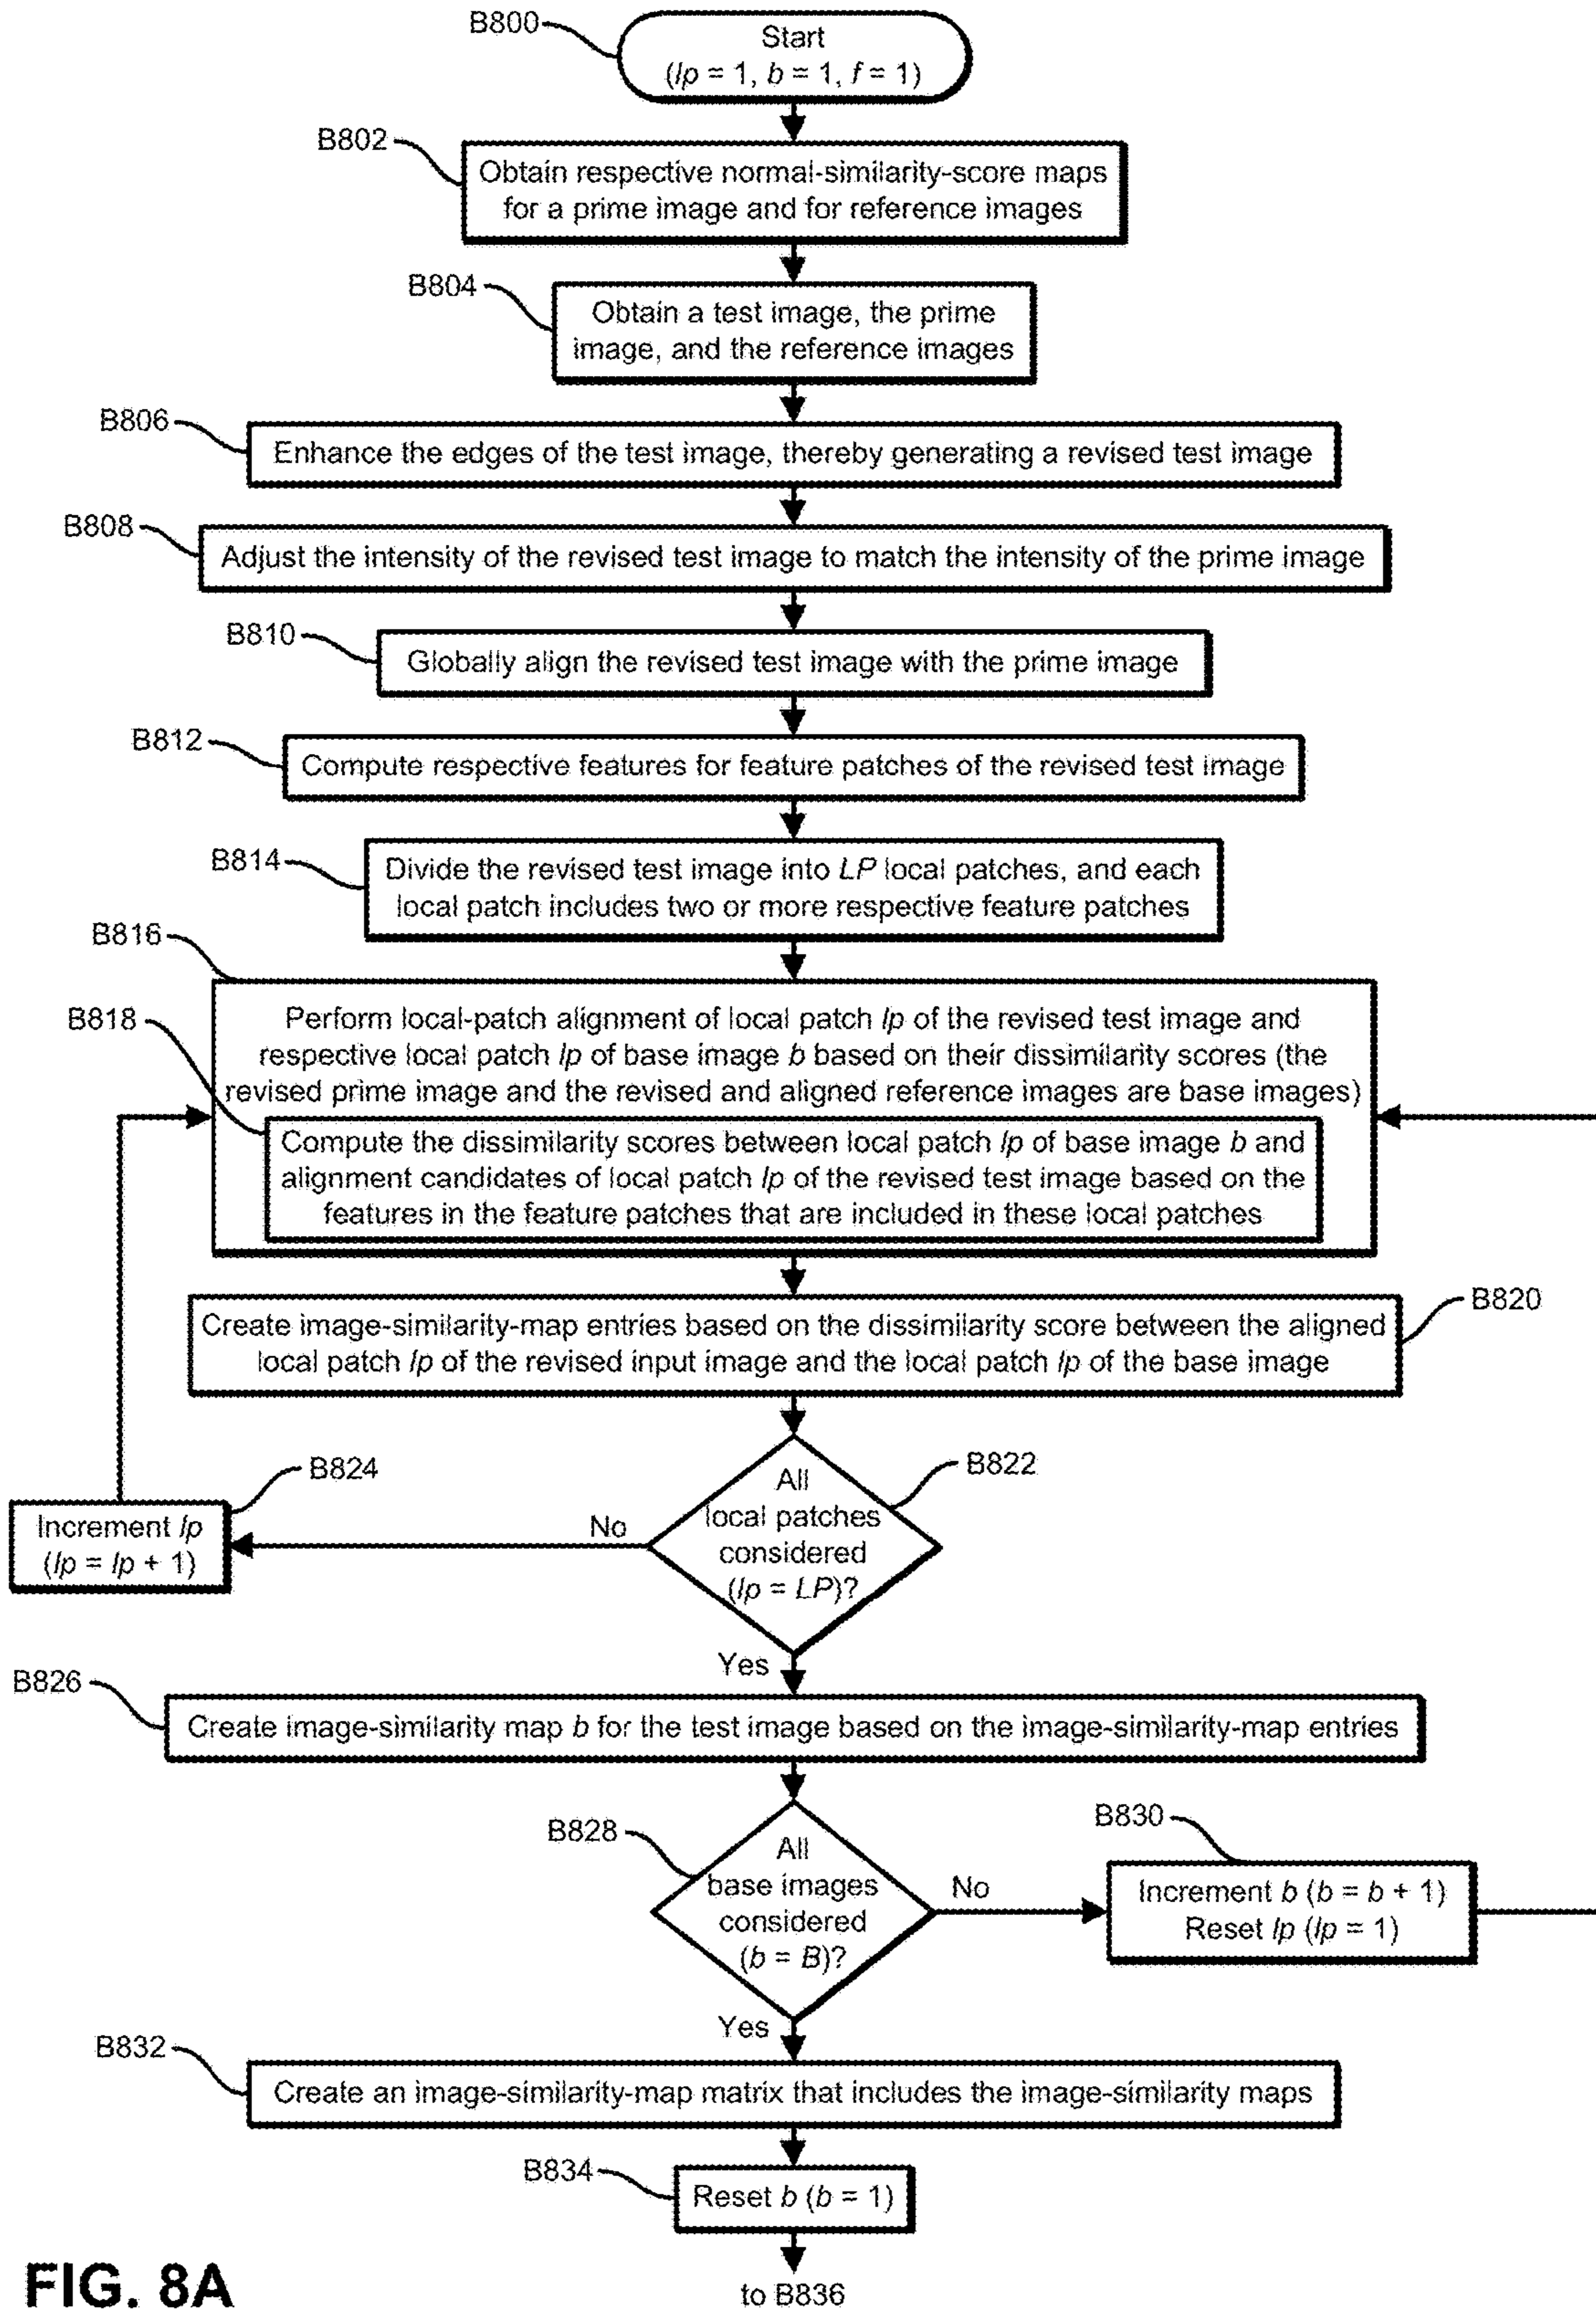 B800
Start
(lp = 1, b = 1, f = 1)
B802
Obtain respective normal-similarity-score maps
for a prime image and for reference images
B804
Obtain a test image, the prime
image, and the reference images
B806
Enhance the edges of the test image, thereby generating a revised test image
B808
Adjust the intensity of the revised test image to match the intensity of the prime image
B810
Globally align the revised test image with the prime image
B812
Compute respective features for feature patches of the revised test image
B814
Divide the revised test image into LP local patches, and each
local patch includes two or more respective feature patches
B816
Perform local-patch alignment of local patch lp of the revised test image and
respective local patch lp of base image b based on their dissimilarity scores (the
revised prime image and the revised and aligned reference images are base images)
B818
Compute the dissimilarity scores between local patch lp of base image b and
alignment candidates of local patch lp of the revised test image based on the
features in the feature patches that are included in these local patches
B820
Create image-similarity-map entries based on the dissimilarity score between the aligned
local patch lp of the revised input image and the local patch lp of the base image
B822
All
local patches
considered
(lp = LP)?
No
B824
Increment lp
(lp = lp + 1)
Yes
B826
Create image-similarity map b for the test image based on the image-similarity-map entries
B828
All
base images
considered
(b = B)?
No
B830
Increment b (b = b + 1)
Reset lp (lp = 1)
Yes
B832
Create an image-similarity-map matrix that includes the image-similarity maps
B834
Reset b (b = 1)
to B836
FIG. 8A